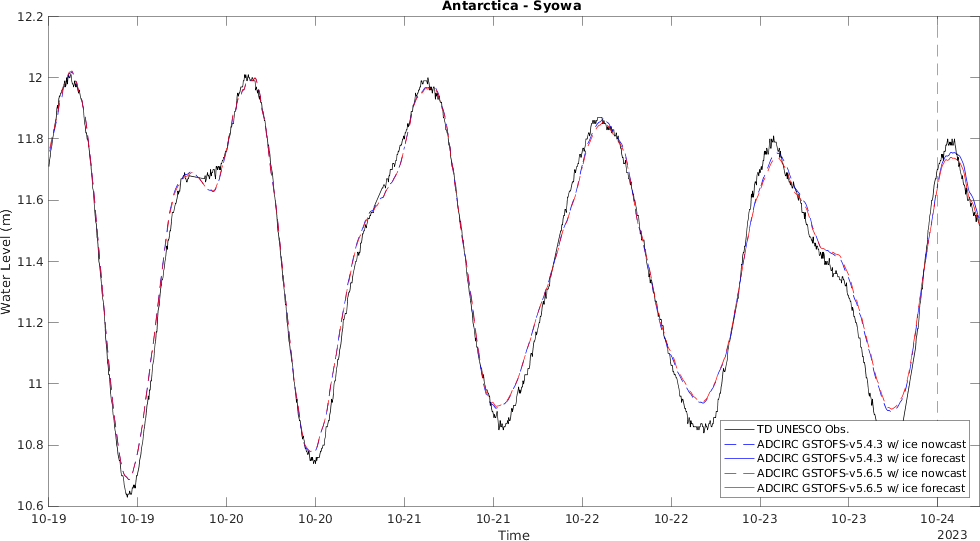 Antarctica - Syowa
12.2
12
11.8
11.6
11.4
11.2
11
10.8
10.6
Water Level (m)
10-19
10-19
10-20
10-20
10-21
10-21
10-22
10-22
10-23
10-23
10-24
2023
Time
TD UNESCO Obs.
ADCIRC GSTOFS-v5.4.3 w/ ice nowcast
ADCIRC GSTOFS-v5.4.3 w/ ice forecast
ADCIRC GSTOFS-v5.6.5 w/ ice nowcast
ADCIRC GSTOFS-v5.6.5 w/ ice forecast